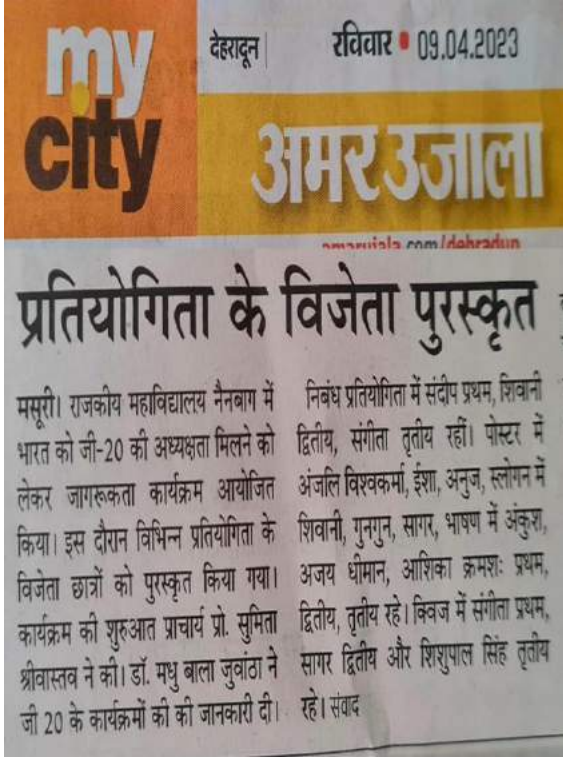 my
city
देहरादून
रविवार • 09.04.2023
अमर उजाला
amarujala.com/dehradun
प्रतियोगिता के विजेता पुरस्कृत
मसूरी। राजकीय महाविद्यालय नैनबाग में
भारत को जी-20 की अध्यक्षता मिलने को
लेकर जागरूकता कार्यक्रम आयोजित
किया। इस दौरान विभिन्न प्रतियोगिता के
विजेता छात्रों को पुरस्कृत किया गया।
कार्यक्रम की शुरुआत प्राचार्य प्रो. सुमिता
श्रीवास्तव ने की। डॉ. मधु बाला जुवांठा ने
जी 20 के कार्यक्रमों की की जानकारी दी।
निबंध प्रतियोगिता में संदीप प्रथम, शिवानी
द्वितीय, संगीता तृतीय रहीं। पोस्टर में
अंजलि विश्वकर्मा, ईशा, अनुज, स्लोगन में
शिवानी, गुनगुन, सागर, भाषण में अंकुश,
अजय धीमान, आशिका क्रमशः प्रथम,
द्वितीय, तृतीय रहे। क्विज में संगीता प्रथम,
सागर द्वितीय और शिशुपाल सिंह तृतीय
रहे। संवाद